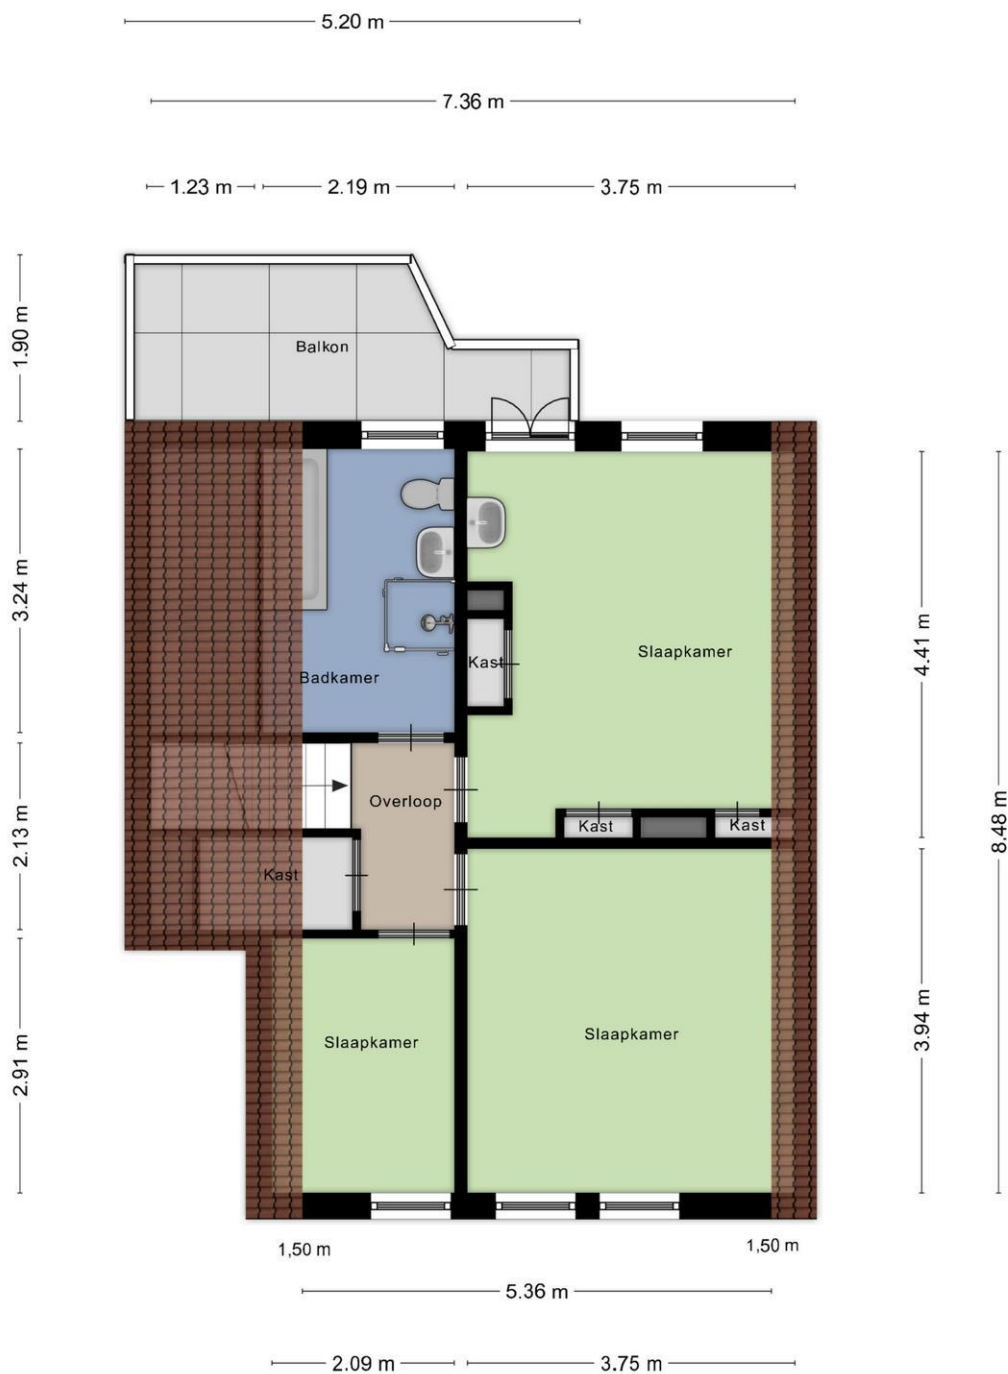 5.20 m
7.36 m
1.23 m
2.19 m
3.75 m
1.90 m
Balkon
3.24 m
4.41 m
Slaapkamer
Kast
Badkamer
Overloop
2.13 m
Kast
Kast
8.48 m
Kast
3.94 m
Slaapkamer
Slaapkamer
2.91 m
1,50 m
1,50 m
5.36 m
2.09 m
3.75 m